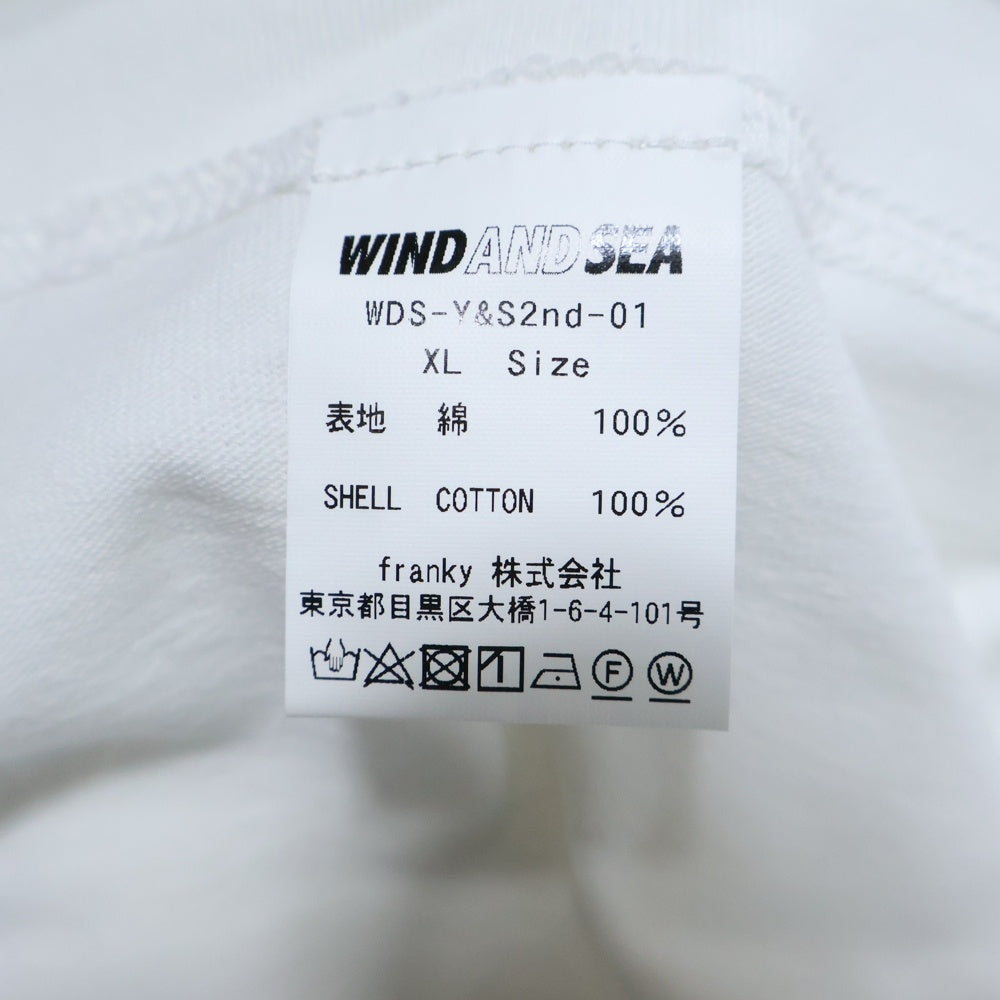 WINDANDSEA
WDS-Y&S2nd-01
XL Size
表地 綿 100%
SHELL COTTON 100%
franky 株式会社
東京都目黒区大橋1-6-4-101号
F W